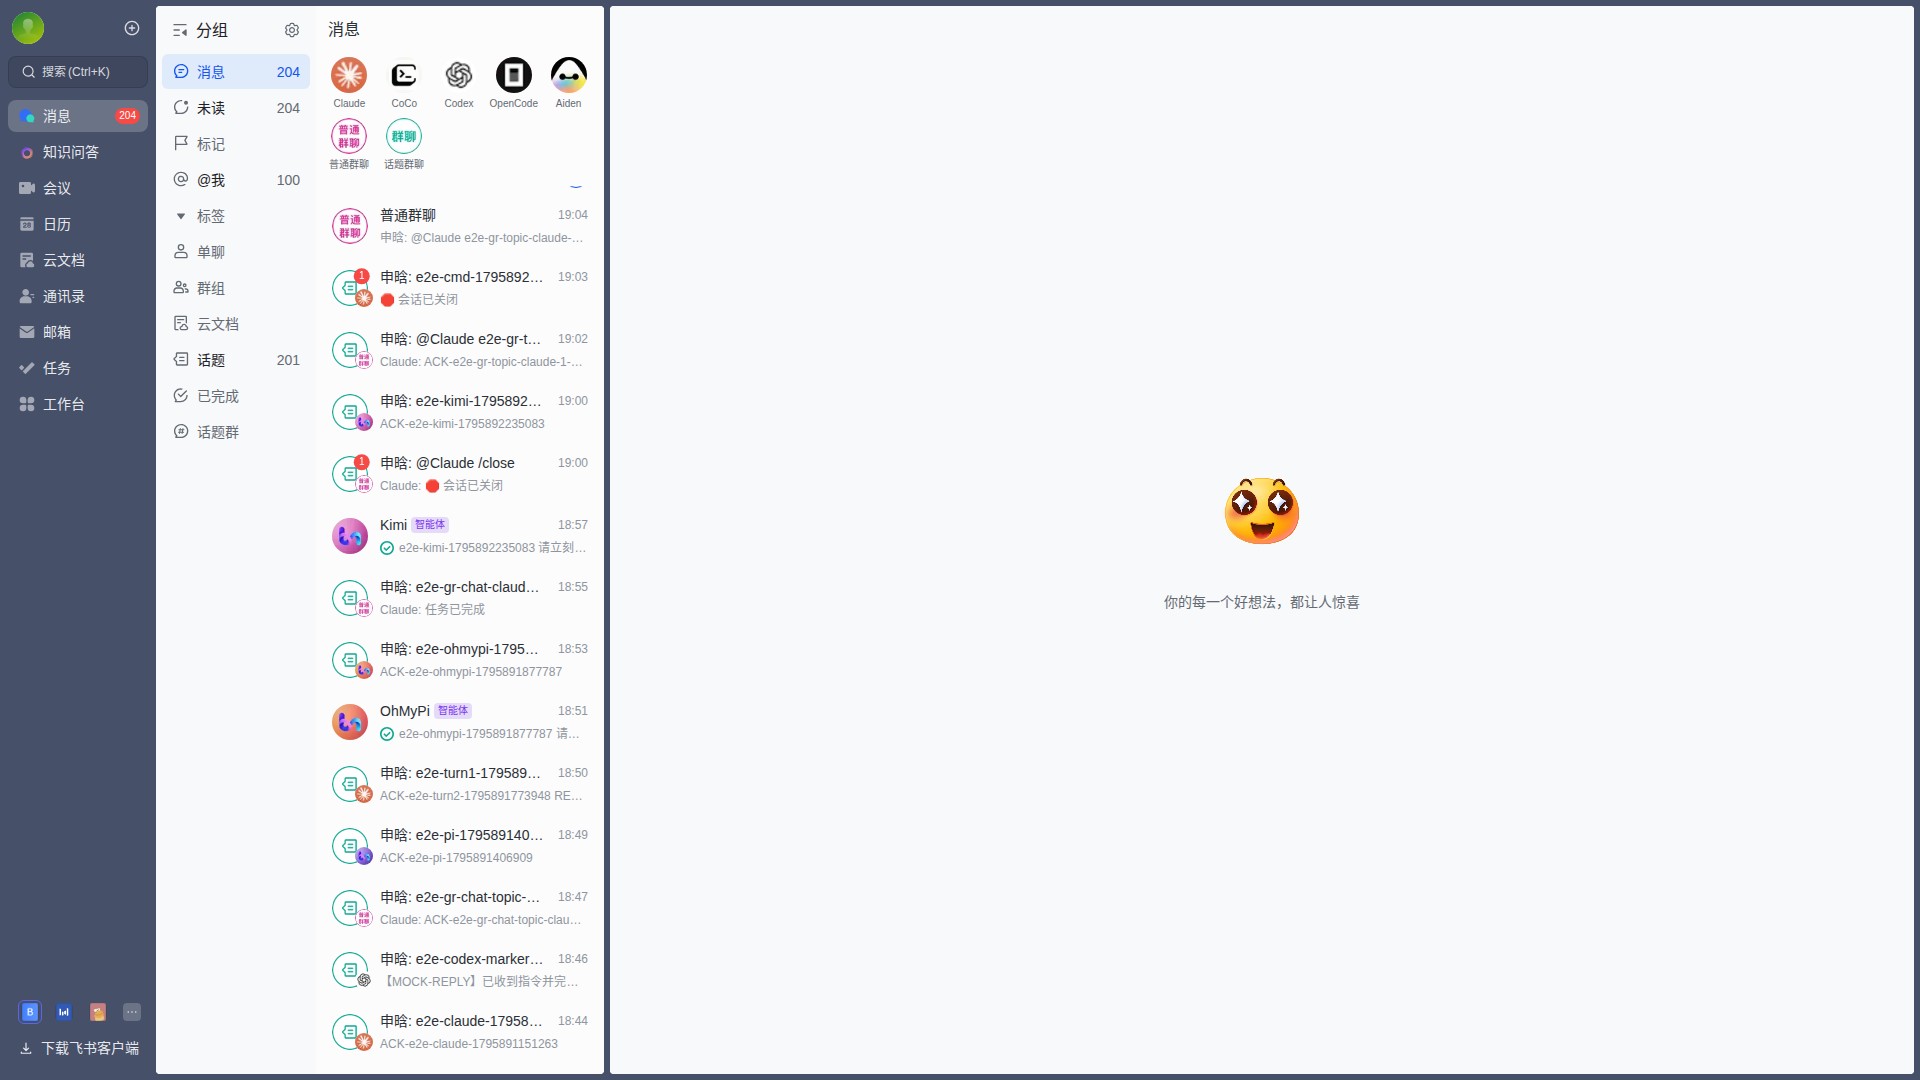 搜索 (Ctrl+K)
消息 204
知识问答
会议
日历
云文档
通讯录
邮箱
任务
工作台
下载飞书客户端
分组
消息 204
未读 204
标记
@我 100
标签
单聊
群组
云文档
话题 201
已完成
话题群
消息
Claude CoCo Codex OpenCode Aiden
普通群聊 群聊
普通群聊 话题群聊
普通群聊
普通群聊 19:04
申晗: @Claude e2e-gr-topic-claude-…
1
申晗: e2e-cmd-1795892… 19:03
会话已关闭
申晗: @Claude e2e-gr-t… 19:02
Claude: ACK-e2e-gr-topic-claude-1-…
申晗: e2e-kimi-1795892… 19:00
ACK-e2e-kimi-1795892235083
1
申晗: @Claude /close 19:00
Claude: 会话已关闭
Kimi 智能体 18:57
e2e-kimi-1795892235083 请立刻…
申晗: e2e-gr-chat-claud… 18:55
Claude: 任务已完成
申晗: e2e-ohmypi-1795… 18:53
ACK-e2e-ohmypi-1795891877787
OhMyPi 智能体 18:51
e2e-ohmypi-1795891877787 请…
申晗: e2e-turn1-179589… 18:50
ACK-e2e-turn2-1795891773948 RE…
申晗: e2e-pi-179589140… 18:49
ACK-e2e-pi-1795891406909
申晗: e2e-gr-chat-topic-… 18:47
Claude: ACK-e2e-gr-chat-topic-clau…
申晗: e2e-codex-marker… 18:46
【MOCK-REPLY】已收到指令并完…
申晗: e2e-claude-17958… 18:44
ACK-e2e-claude-1795891151263
你的每一个好想法，都让人惊喜